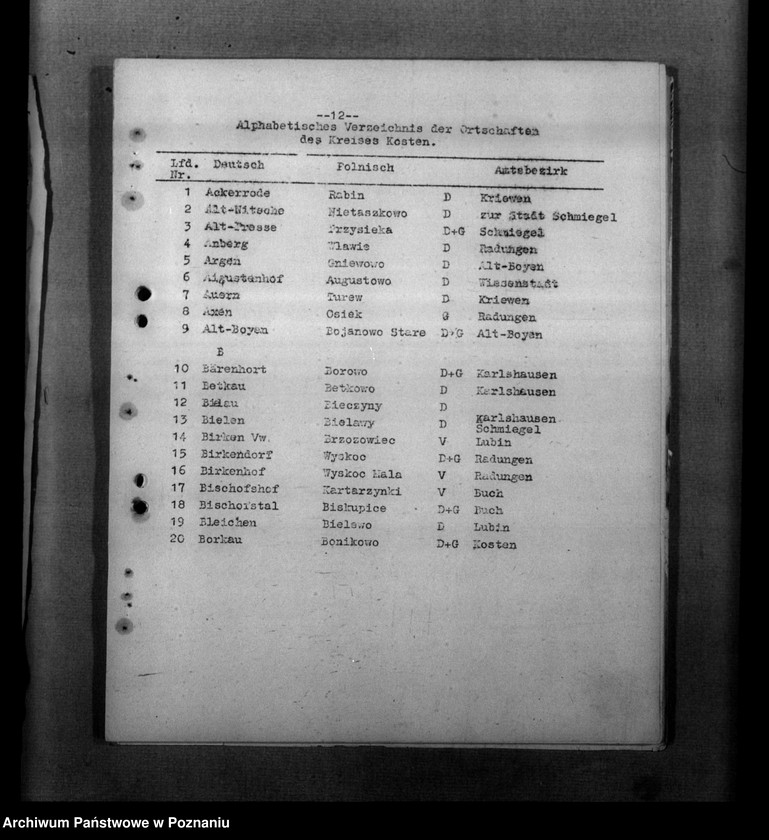 --12--
Alphabetisches Verzeichnis der Ortschaften
des Kreises Kosten.
Lfd. Deutsch Polnisch Amtsbezirk
Nr.
1 Ackerrode Rabin D Kriewen
2 Alt-Nitsche Nietaszkowo D zur Stadt Schmiegel
3 Alt-Presse Przysieka D+G Schmiegel
4 Anberg D Radungen
5 Argen Gniewowo D Alt-Boyen
6 Augustenhof Augustowo D Wiesenstadt
7 Auern Turew D Kriewen
8 Axen Osiek G Radungen
9 Alt-Boyen Bojanowo Stare D+G Alt-Boyen
B
10 Bärenhort Borowo D+G Karlshausen
11 Betkau Betkowo D Karlshausen
12 Bieczyny D
13 Bielen Bielawy D Karlshausen
Schmiegel
14 Birken Vw. Brzozowiec V Lubin
15 Birkendorf Wyskoc D+G Radungen
16 Birkenhof Wyskoc Mala V Radungen
17 Bischofshof Kartarzynki V Buch
18 Bischofstal Biskupice D+G Buch
19 Bleichen Bielewo D Lubin
20 Borkau Bonikowo D+G Kosten
Archiwum Państwowe w Poznaniu